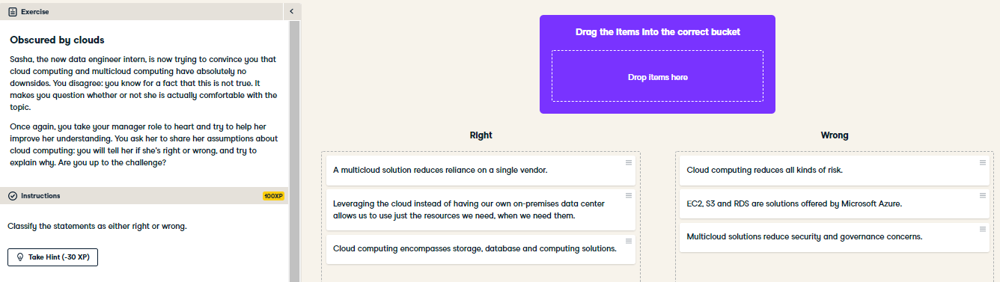 Exercise
Obscured by clouds
Sasha, the new data engineer intern, is now trying to convince you that
cloud computing and multicloud computing have absolutely no
downsides. You disagree: you know for a fact that this is not true. It
makes you question whether or not she is actually comfortable with the
topic.
Once again, you take your manager role to heart and try to help her
improve her understanding. You ask her to share her assumptions about
cloud computing: you will tell her if she's right or wrong, and try to
explain why. Are you up to the challenge?
Instructions
100XP
Classify the statements as either right or wrong.
Take Hint (-30 XP)
Drag the items into the correct bucket
Drop items here
Right
A multicloud solution reduces reliance on a single vendor.
Leveraging the cloud instead of having our own on-premises data center
allows us to use just the resources we need, when we need them.
Cloud computing encompasses storage, database and computing solutions.
Wrong
Cloud computing reduces all kinds of risk.
EC2, S3 and RDS are solutions offered by Microsoft Azure.
Multicloud solutions reduce security and governance concerns.